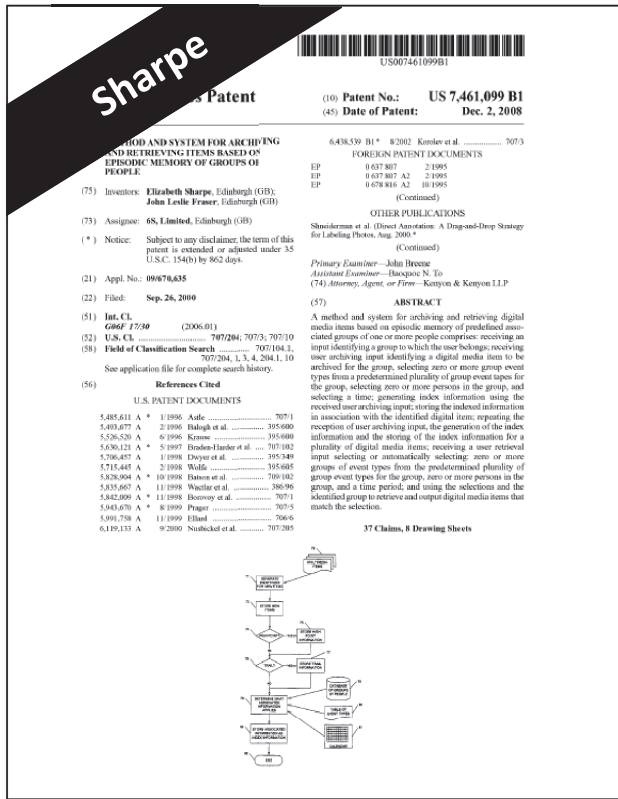 Sharpe
US007461099B1
s Patent
(10) Patent No.: US 7,461,099 B1
(45) Date of Patent: Dec. 2, 2008
METHOD AND SYSTEM FOR ARCHIVING
AND RETRIEVING ITEMS BASED ON
EPISODIC MEMORY OF GROUPS OF
PEOPLE
(75) Inventors: Elizabeth Sharpe, Edinburgh (GB);
John Leslie Fraser, Edinburgh (GB)
(73) Assignee: 6S, Limited, Edinburgh (GB)
( * ) Notice: Subject to any disclaimer, the term of this
patent is extended or adjusted under 35
U.S.C. 154(b) by 862 days.
(21) Appl. No.: 09/670,635
(22) Filed: Sep. 26, 2000
(51) Int. Cl.
G06F 17/30 (2006.01)
(52) U.S. Cl. ........................ 707/204; 707/3; 707/10
(58) Field of Classification Search ............ 707/104.1,
707/204, 1, 3, 4, 204.1, 10
See application file for complete search history.
(56) References Cited
U.S. PATENT DOCUMENTS
5,485,611 A * 1/1996 Astle ........................ 707/1
5,493,677 A 2/1996 Balogh et al. .............. 395/600
5,526,520 A 6/1996 Krause ...................... 395/600
5,630,121 A * 5/1997 Braden-Harder et al. .... 707/102
5,706,457 A 1/1998 Dwyer et al. ............... 395/349
5,715,445 A 2/1998 Wolfe ....................... 395/605
5,828,904 A * 10/1998 Batson et al. .............. 709/102
5,835,667 A 11/1998 Wactlar et al. ............. 386/96
5,842,009 A * 11/1998 Borovoy et al. ............. 707/1
5,943,670 A * 8/1999 Prager ...................... 707/5
5,991,758 A 11/1999 Ellard ...................... 706/6
6,119,133 A 9/2000 Nusbickel et al. ........... 707/205
6,438,539 B1 * 8/2002 Korolev et al. ................ 707/3
FOREIGN PATENT DOCUMENTS
EP 0 637 807 2/1995
EP 0 637 807 A2 2/1995
EP 0 678 816 A2 10/1995
(Continued)
OTHER PUBLICATIONS
Shneiderman et al. (Direct Annotation: A Drag-and-Drop Strategy
for Labeling Photos, Aug. 2000.*
(Continued)
Primary Examiner—John Breene
Assistant Examiner—Baoquoc N. To
(74) Attorney, Agent, or Firm—Kenyon & Kenyon LLP
(57) ABSTRACT
A method and system for archiving and retrieving digital
media items based on episodic memory of predefined asso-
ciated groups of one or more people comprises: receiving an
input identifying a group to which the user belongs; receiving
user archiving input identifying a digital media item to be
archived for the group, selecting zero or more group event
types from a predetermined plurality of group event types for
the group, selecting zero or more persons in the group, and
selecting a time; generating index information using the
received user archiving input; storing the indexed information
in association with the identified digital item; repeating the
reception of user archiving input, the generation of the index
information and the storing of the index information for a
plurality of digital media items; receiving a user retrieval
input selecting or automatically selecting: zero or more
groups of event types from the predetermined plurality of
group event types for the group, zero or more persons in the
group, and a time period; and using the selections and the
identified group to retrieve and output digital media items that
match the selection.
37 Claims, 8 Drawing Sheets
STORE NEW
ITEMS
DATABASE
OF GROUPS
OF PEOPLE
TABLE OF
EVENT TYPES
CALENDAR
END